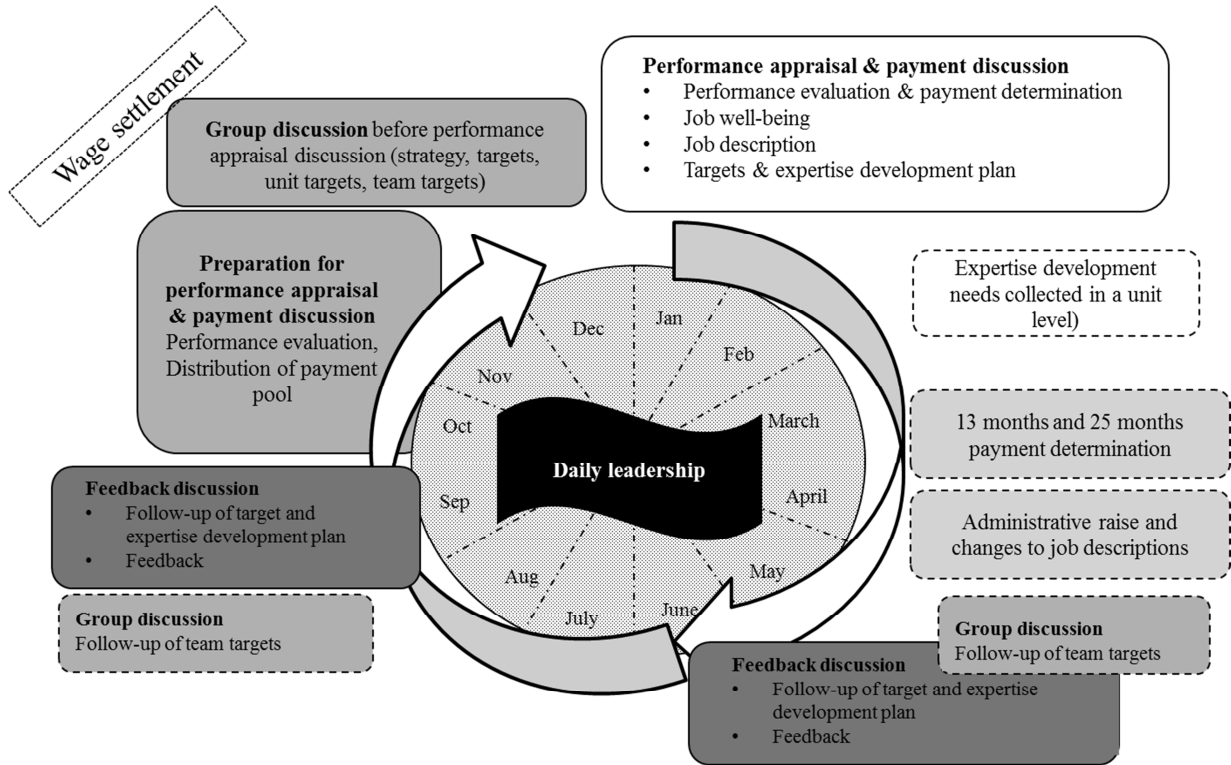 Wage settlement
Group discussion before performance
appraisal discussion (strategy, targets,
unit targets, team targets)
Performance appraisal & payment discussion
• Performance evaluation & payment determination
• Job well-being
• Job description
• Targets & expertise development plan
Preparation for
performance appraisal
& payment discussion
Performance evaluation,
Distribution of payment
pool
Expertise development
needs collected in a unit
level)
13 months and 25 months
payment determination
Administrative raise and
changes to job descriptions
Jan
Feb
March
April
May
June
July
Aug
Sep
Oct
Nov
Dec
Daily leadership
Feedback discussion
• Follow-up of target and
expertise development plan
• Feedback
Group discussion
Follow-up of team targets
Group discussion
Follow-up of team targets
Feedback discussion
• Follow-up of target and expertise
development plan
• Feedback